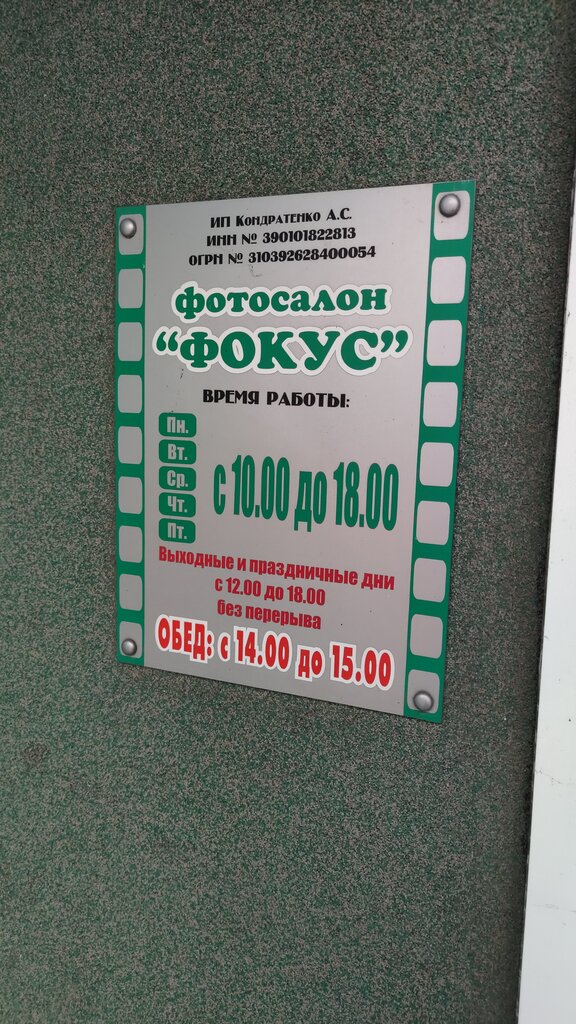 ИП Кондратенко А.С.
ИНН № 390101822813
ОГРН № 310392628400054
фотосалон
“ФОКУС”
ВРЕМЯ РАБОТЫ:
Пн.
Вт.
Ср.
Чт.
Пт.
с 10.00 до 18.00
Выходные и праздничные дни
с 12.00 до 18.00
без перерыва
ОБЕД: с 14.00 до 15.00